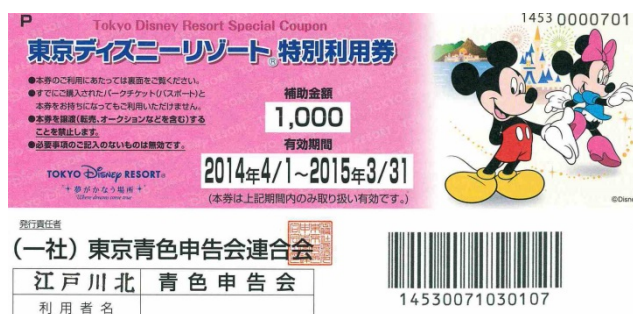 P
Tokyo Disney Resort Special Coupon
1453 0000701
東京ディズニーリゾート® 特別利用券
●本券のご利用にあたっては裏面をご覧ください。
●すでにご購入されたパークチケット(パスポート)と
本券をお持ちになってもご利用いただけません。
●本券を譲渡(転売、オークションなどを含む)する
ことを禁止します。
●必要事項のご記入のないものは無効です。
補助金額
1,000
有効期間
2014年4/1~2015年3/31
(本券は上記期間内のみ取り扱い有効です。)
TOKYO Disney RESORT®
夢がかなう場所
Where dreams come true
©Disney
発行責任者
(一社)東京青色申告会連合会
江戸川北 青色申告会
利用者名
14530071030107